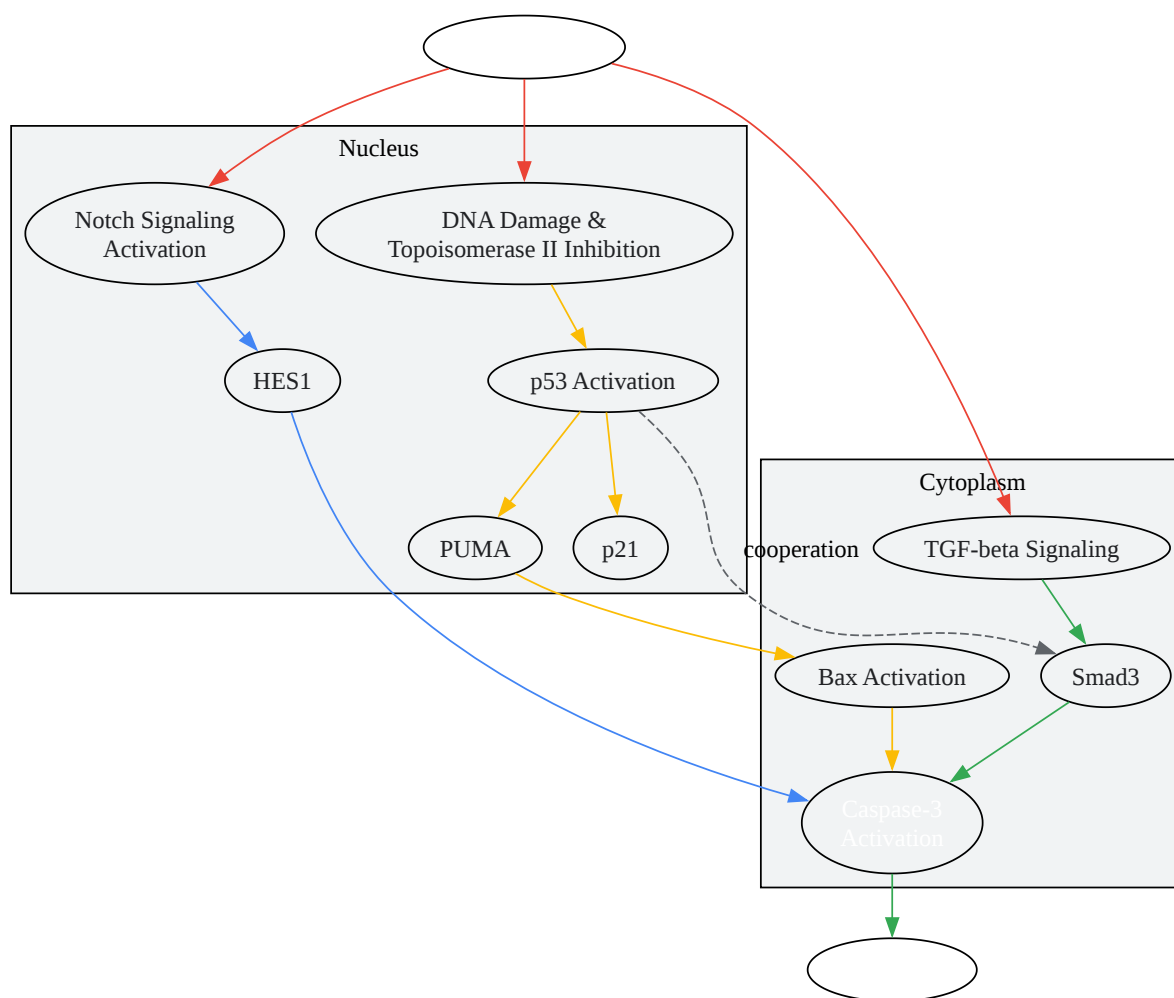 Nucleus
Notch Signaling
Activation
DNA Damage &
Topoisomerase II Inhibition
HES1
p53 Activation
Cytoplasm
PUMA
p21
cooperation
TGF-beta Signaling
Bax Activation
Smad3
Caspase-3
Activation